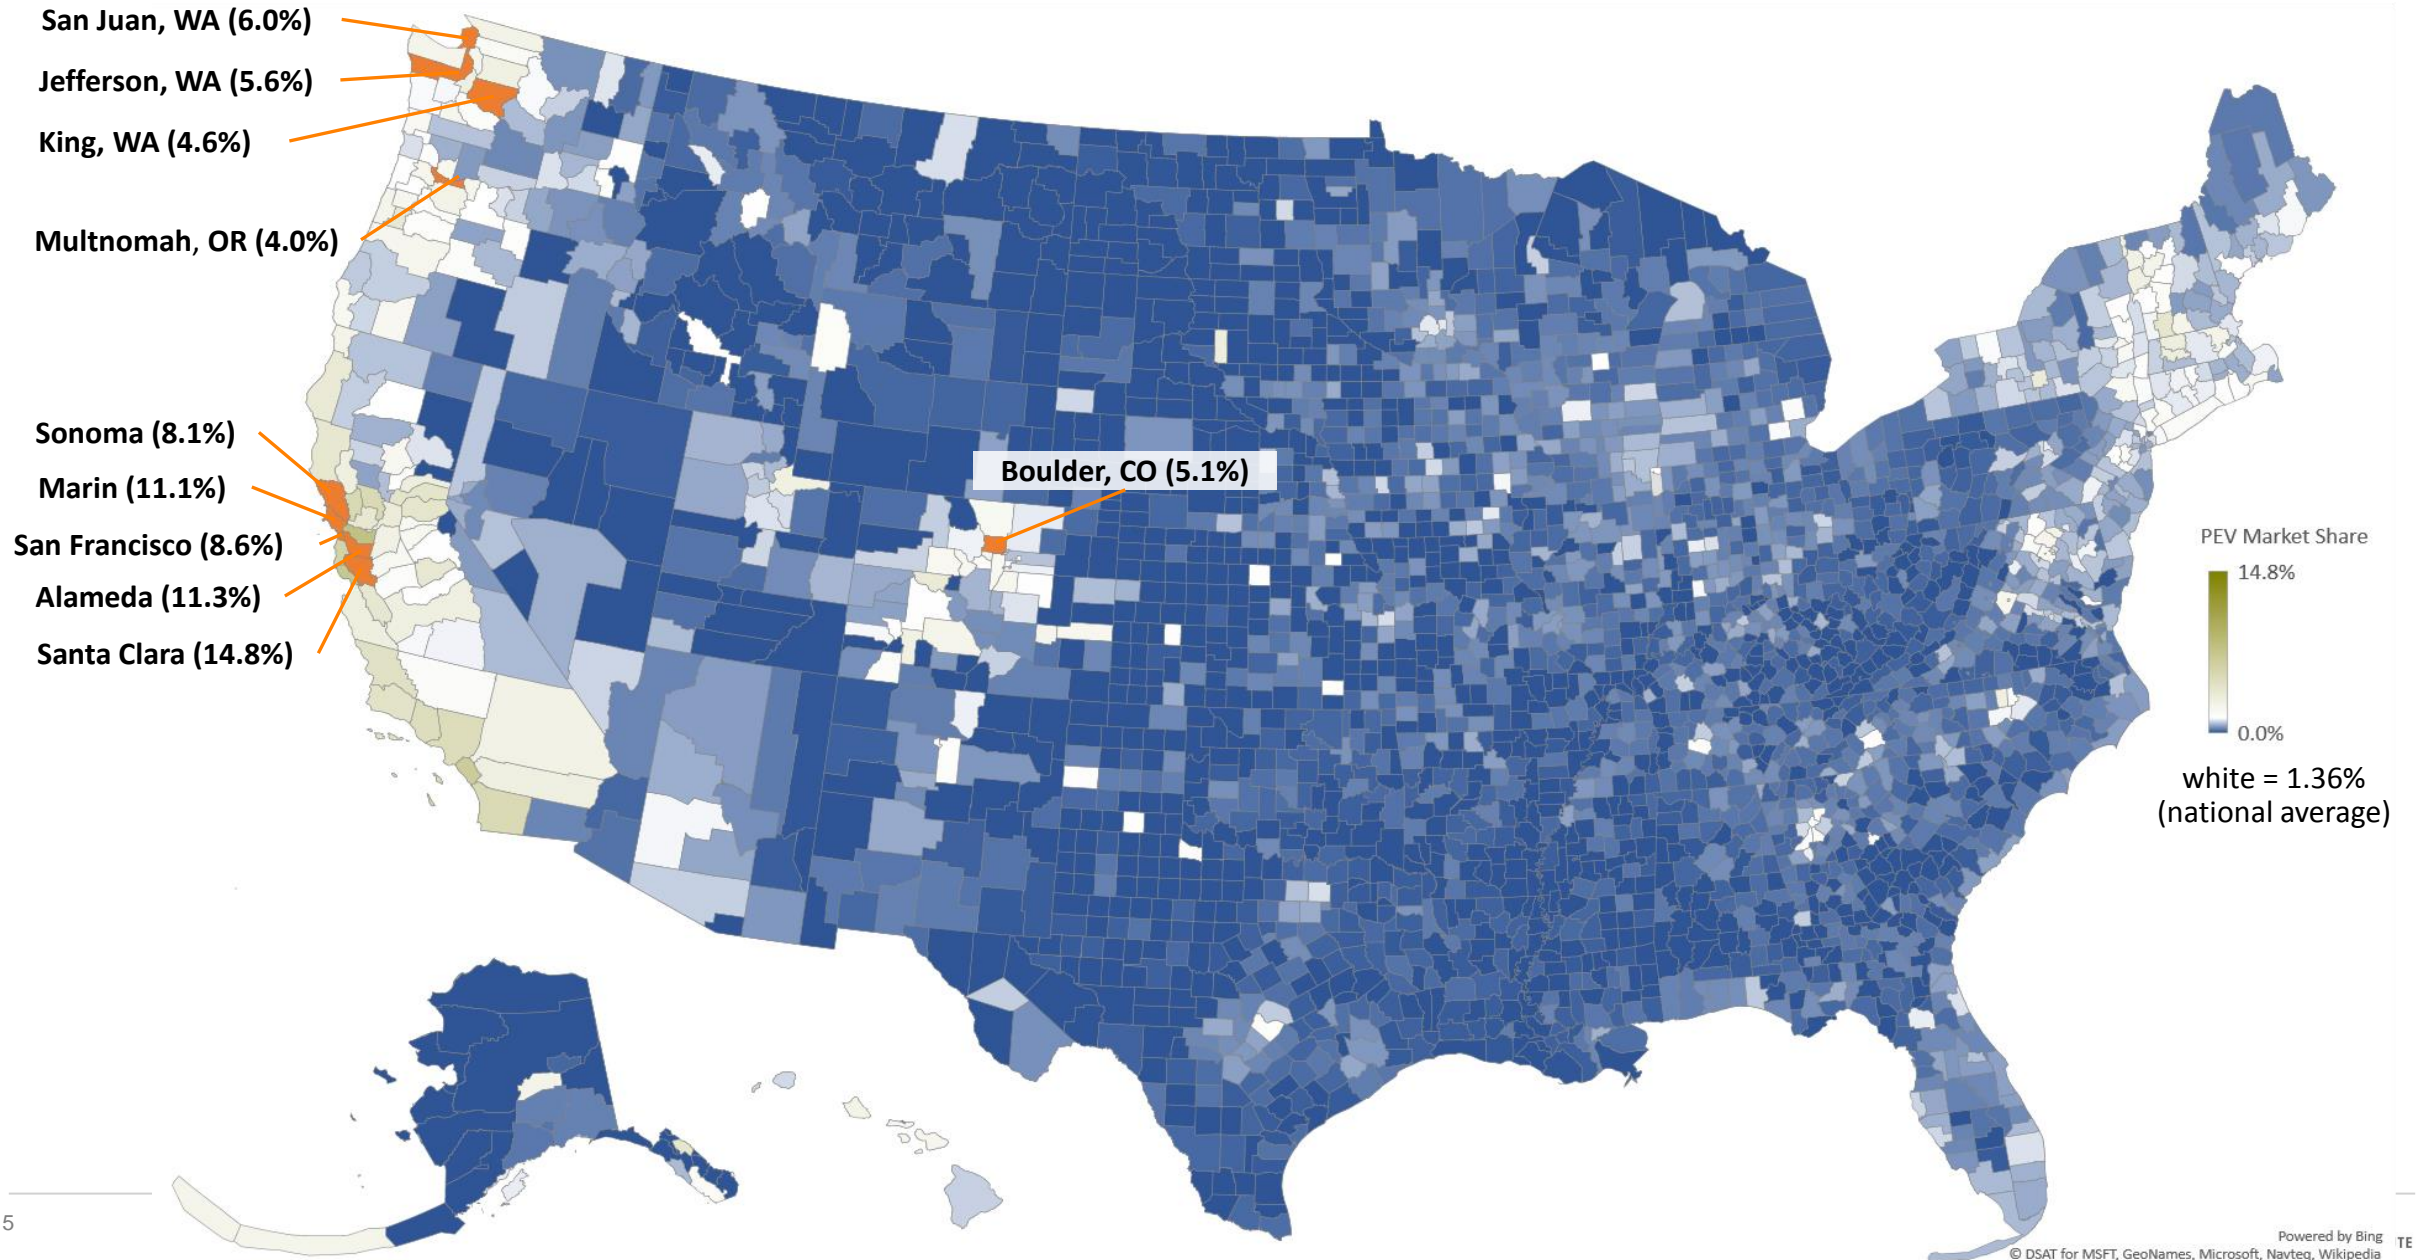 San Juan, WA (6.0%)
Jefferson, WA (5.6%)
King, WA (4.6%)
Multnomah, OR (4.0%)
Sonoma (8.1%)
Marin (11.1%)
San Francisco (8.6%)
Alameda (11.3%)
Santa Clara (14.8%)
Boulder, CO (5.1%)
PEV Market Share
14.8%
0.0%
white = 1.36%
(national average)
5
Powered by Bing
© DSAT for MSFT, GeoNames, Microsoft, Navteq, Wikipedia
TE